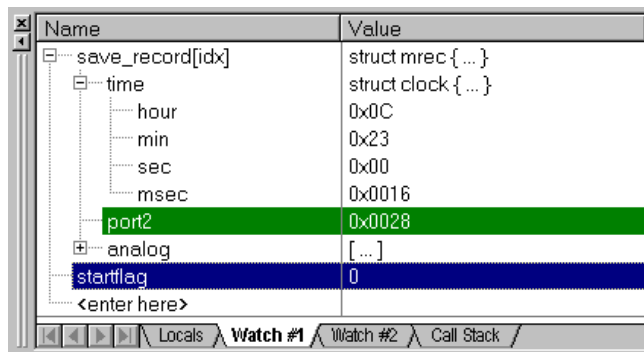 Name Value
save_record[idx] struct mrec { ... }
time struct clock { ... }
hour 0x0C
min 0x23
sec 0x00
msec 0x0016
port2 0x0028
analog [ ... ]
startflag 0
<enter here>
Locals Watch #1 Watch #2 Call Stack